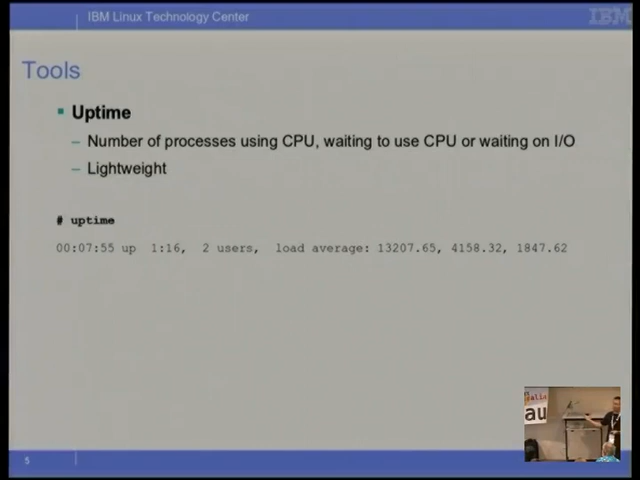 IBM Linux Technology Center
IBM
Tools
Uptime
– Number of processes using CPU, waiting to use CPU or waiting on I/O
– Lightweight
# uptime
00:07:55 up 1:16, 2 users, load average: 13207.65, 4158.32, 1847.62
au
5